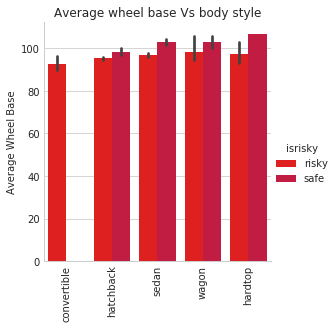 Average wheel base Vs body style
Average Wheel Base
100
80
60
40
20
0
convertible
hatchback
sedan
wagon
hardtop
isrisky
risky
safe